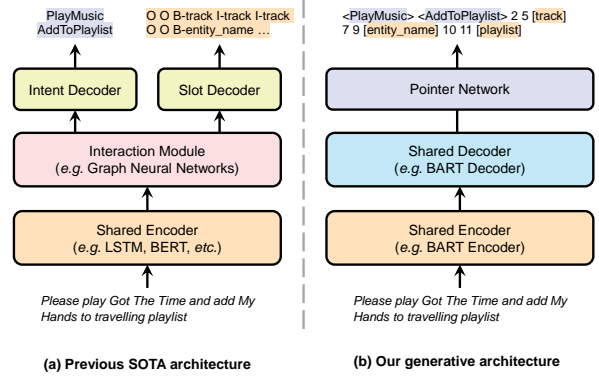 PlayMusic
AddToPlaylist
O O B-track I-track I-track
O O B-entity_name ...
Intent Decoder
Slot Decoder
Interaction Module
(e.g. Graph Neural Networks)
Shared Encoder
(e.g. LSTM, BERT, etc.)
Please play Got The Time and add My
Hands to travelling playlist
(a) Previous SOTA architecture
<PlayMusic> <AddToPlaylist> 2 5 [track]
7 9 [entity_name] 10 11 [playlist]
Pointer Network
Shared Decoder
(e.g. BART Decoder)
Shared Encoder
(e.g. BART Encoder)
Please play Got The Time and add My
Hands to travelling playlist
(b) Our generative architecture